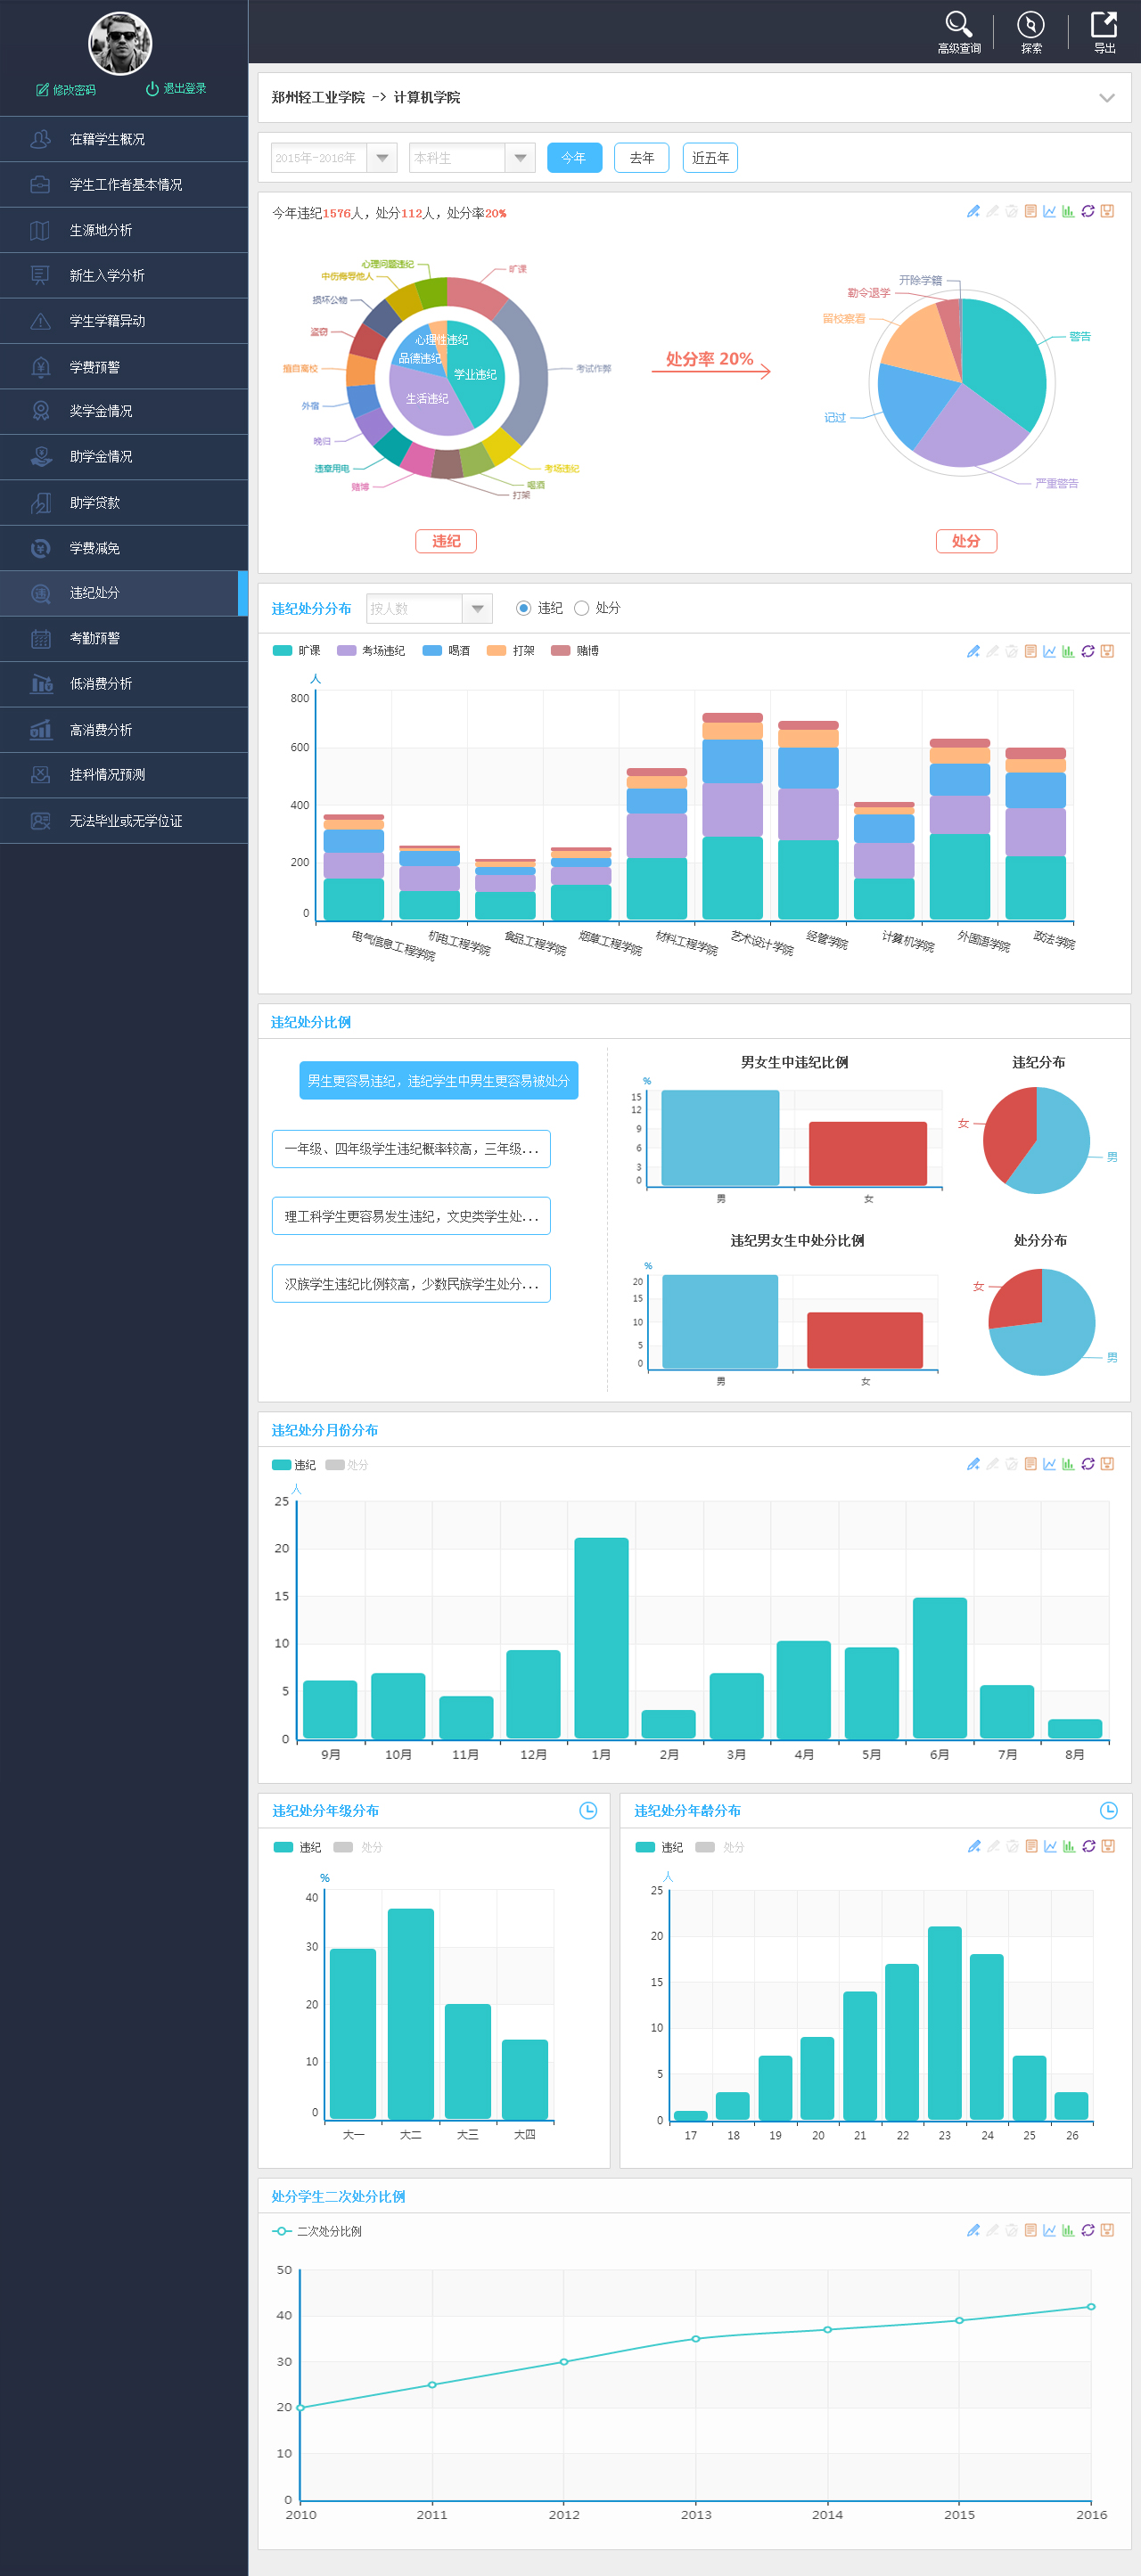 高级查询 探索 导出
修改密码 退出登录
在籍学生概况
学生工作者基本情况
生源地分析
新生入学分析
学生学籍异动
学费预警
奖学金情况
助学金情况
助学贷款
学费减免
违纪处分
考勤预警
低消费分析
高消费分析
挂科情况预测
无法毕业或无学位证
郑州轻工业学院 -> 计算机学院
2015年-2016年 本科生 今年 去年 近五年
今年违纪1576人，处分112人，处分率20%
心理问题违纪
旷课
中伤侮辱他人
损坏公物
盗窃
擅自离校
外宿
晚归
违章用电
赌博
打架
喝酒
考场违纪
考试作弊
心理性违纪
品德违纪
学业违纪
生活违纪
处分率 20%
开除学籍
勒令退学
留校察看
警告
记过
严重警告
违纪 处分
违纪处分分布 按人数 违纪 处分
旷课 考场违纪 喝酒 打架 赌博
人
800
600
400
200
0
电气信息工程学院 机电工程学院 食品工程学院 烟草工程学院 材料工程学院 艺术设计学院 经管学院 计算机学院 外国语学院 政法学院
违纪处分比例
男生更容易违纪，违纪学生中男生更容易被处分
一年级、四年级学生违纪概率较高，三年级...
理工科学生更容易发生违纪，文史类学生处...
汉族学生违纪比例较高，少数民族学生处分...
男女生中违纪比例
%
15
12
9
6
3
0
男 女
违纪分布
女
男
违纪男女生中处分比例
%
20
15
10
5
0
男 女
处分分布
女
男
违纪处分月份分布
违纪 处分
人
25
20
15
10
5
0
9月 10月 11月 12月 1月 2月 3月 4月 5月 6月 7月 8月
违纪处分年级分布
违纪 处分
%
40
30
20
10
0
大一 大二 大三 大四
违纪处分年龄分布
违纪 处分
人
25
20
15
10
5
0
17 18 19 20 21 22 23 24 25 26
处分学生二次处分比例
二次处分比例
50
40
30
20
10
0
2010 2011 2012 2013 2014 2015 2016